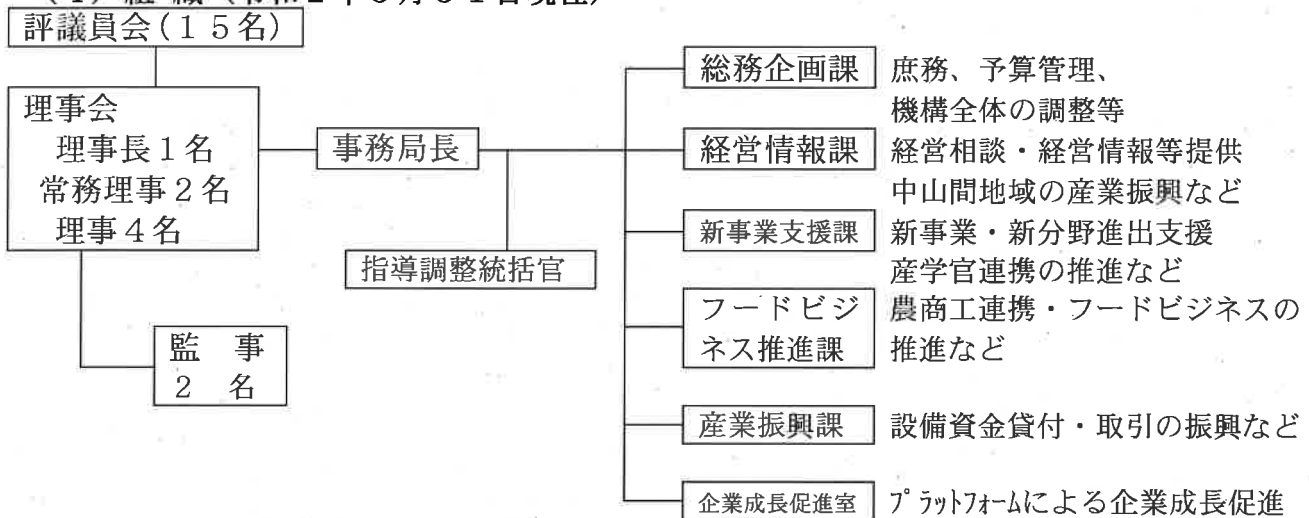 評議員会(15名)
理事会
理事長1名
常務理事2名
理事4名
監 事
2 名
事務局長
指導調整統括官
総務企画課 庶務、予算管理、
機構全体の調整等
経営情報課 経営相談・経営情報等提供
中山間地域の産業振興など
新事業支援課 新事業・新分野進出支援
産学官連携の推進など
フードビジ 農商工連携・フードビジネスの
ネス推進課 推進など
産業振興課 設備資金貸付・取引の振興など
企業成長促進室 プラットフォームによる企業成長促進